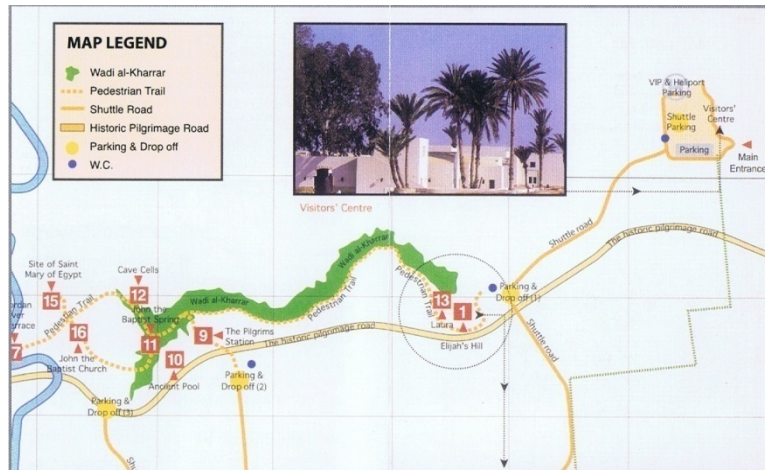 MAP LEGEND
Wadi al-Kharrar
Pedestrian Trail
Shuttle Road
Historic Pilgrimage Road
Parking & Drop off
W.C.
Visitors' Centre
VIP & Heliport
Parking
Visitors'
Centre
Shuttle
Parking
Parking
Main
Entrance
Shuttle road
The historic pilgrimage road
Site of Saint
Mary of Egypt
15
Cave Cells
12
Wadi al-Kharrar
Wadi al-Kharrar
Pedestrian Trail
Pedestrian Trail
Pedestrian Trail
13
Laura
1
Elijah's Hill
Parking &
Drop off (1)
Shuttle road
John the
Baptist Spring
11
16
John the
Baptist Church
7
9
The Pilgrims
Station
10
Ancient Pool
The historic pilgrimage road
Parking &
Drop off (2)
Parking &
Drop off (3)